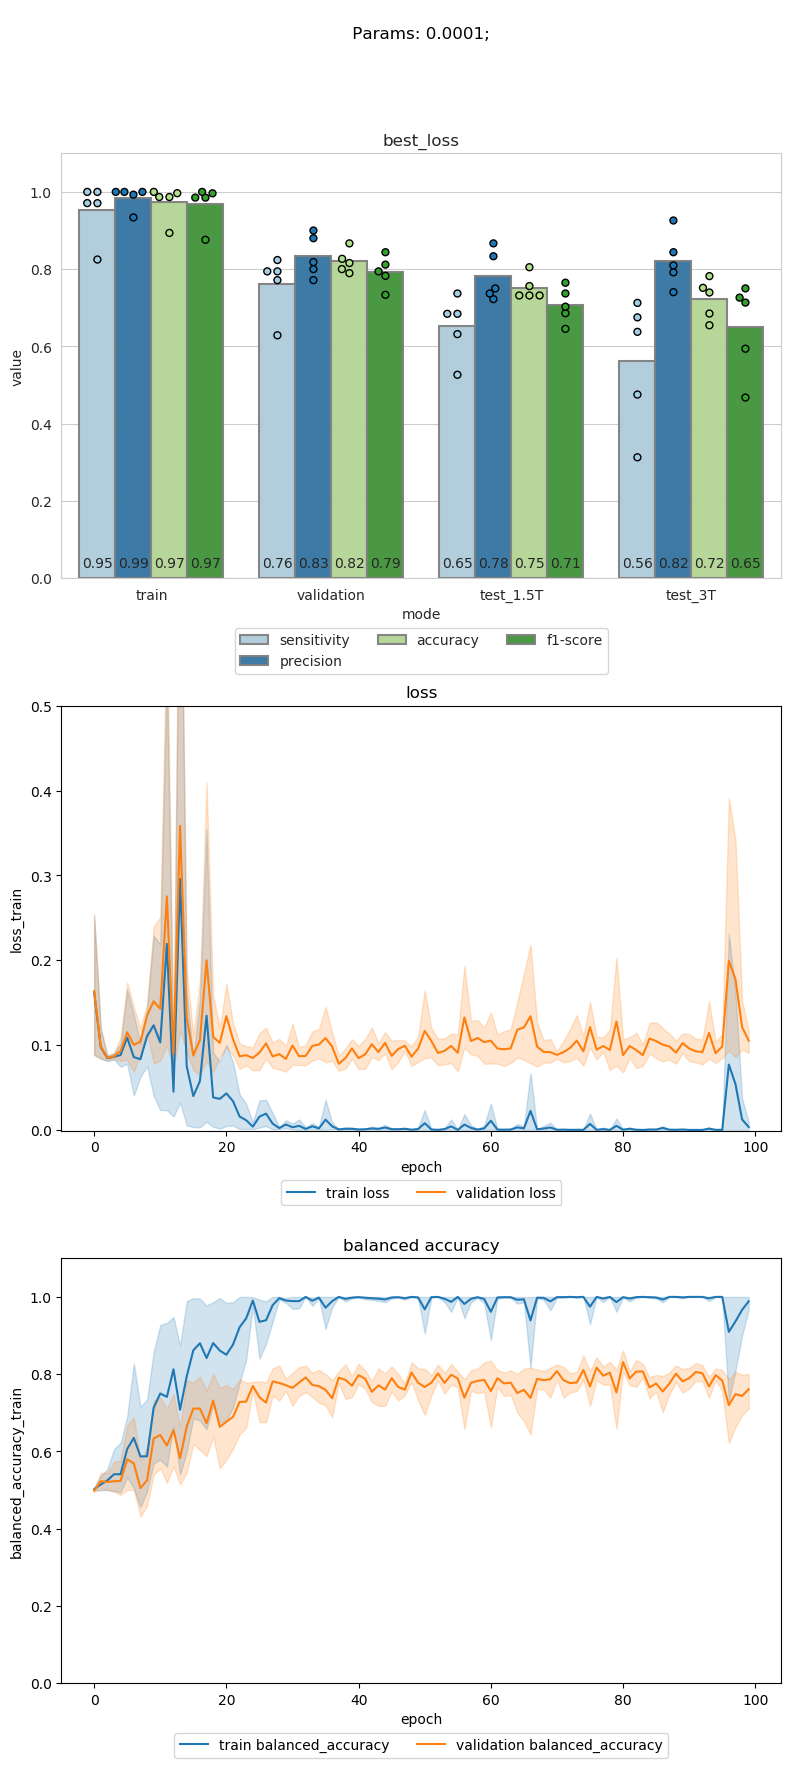 Params: 0.0001;
best_loss
1.0
0.8
0.6
0.4
0.2
0.0
value
0.95 0.99 0.97 0.97 0.76 0.83 0.82 0.79 0.65 0.78 0.75 0.71 0.56 0.82 0.72 0.65
train validation test_1.5T test_3T
mode
sensitivity accuracy f1-score
precision
loss
0.5
0.4
0.3
0.2
0.1
0.0
loss_train
0 20 40 60 80 100
epoch
train loss validation loss
balanced accuracy
1.0
0.8
0.6
0.4
0.2
0.0
balanced_accuracy_train
0 20 40 60 80 100
epoch
train balanced_accuracy validation balanced_accuracy